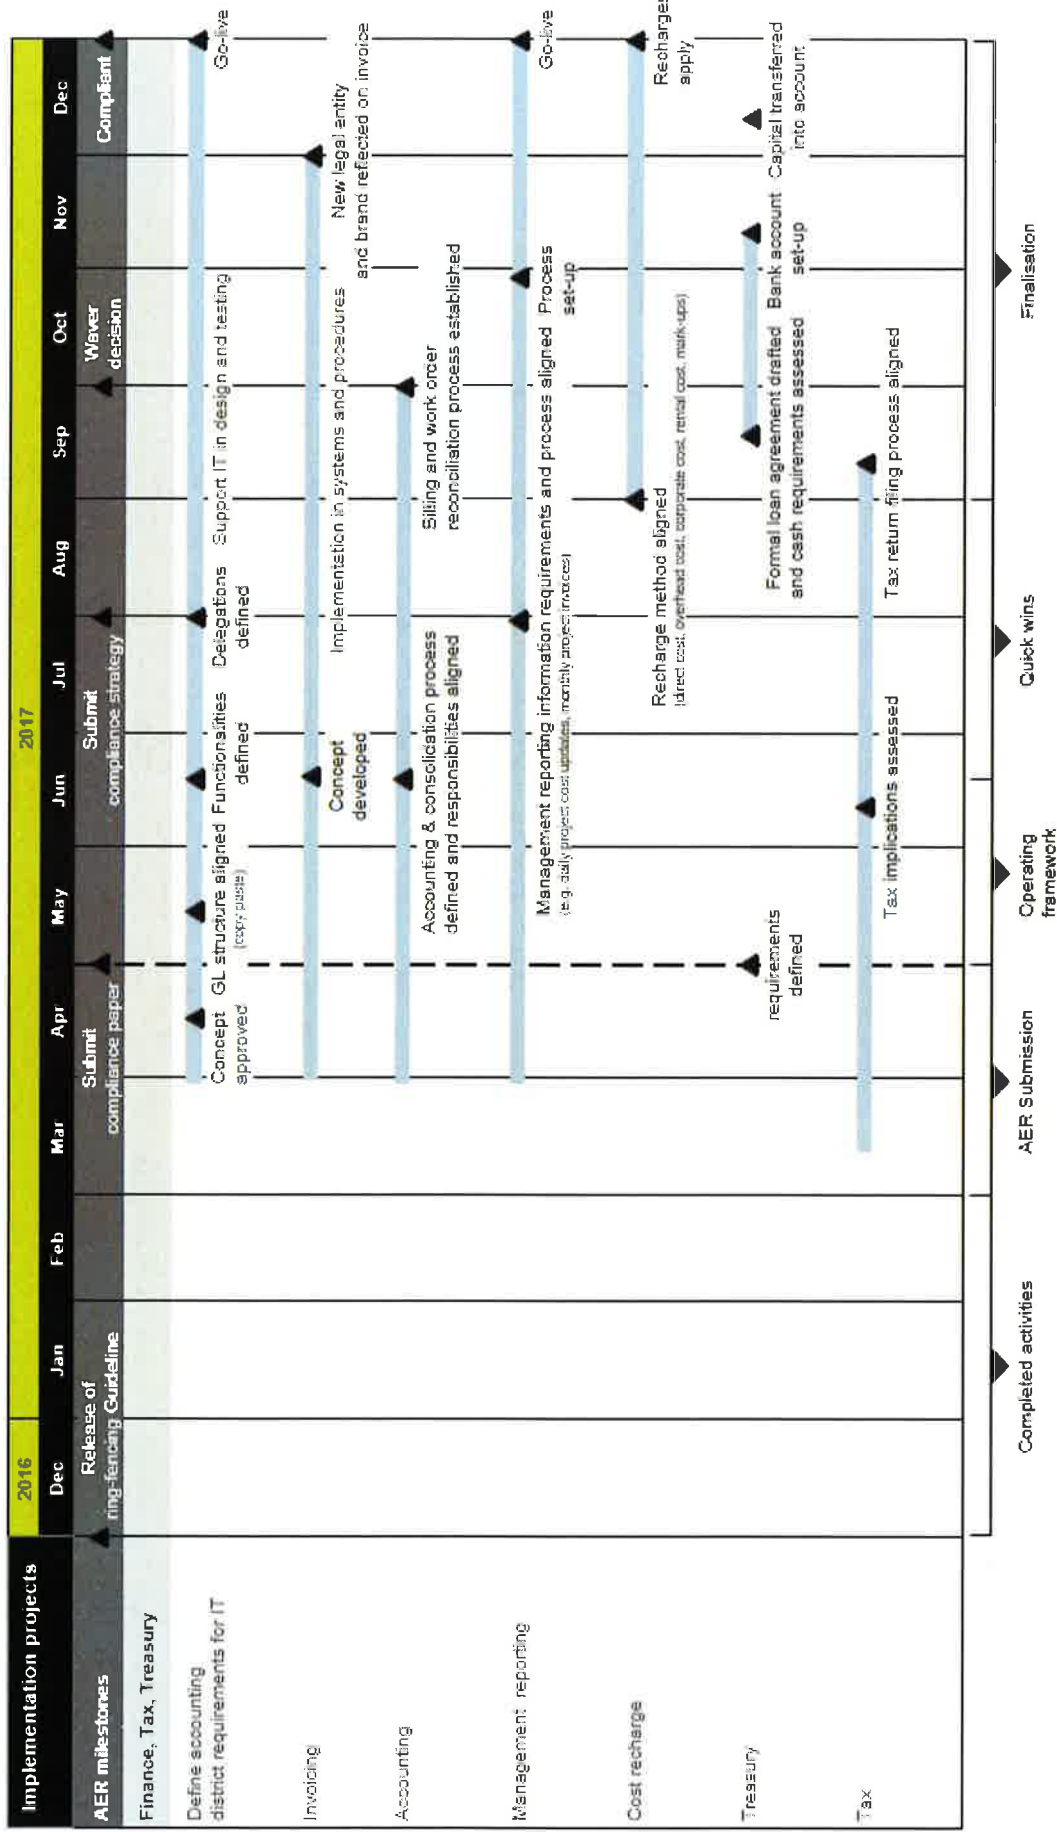 Implementation projects
2016
2017
Dec
Jan
Feb
Mar
Apr
May
Jun
Jul
Aug
Sep
Oct
Nov
Dec
AER milestones
Release of
ring-fencing Guideline
Submit
compliance paper
Submit
compliance strategy
Waver
decision
Compliant
Finance, Tax, Treasury
Define accounting
district requirements for IT
Concept
approved
GL structure aligned
(copy paste)
Functionalities
defined
Delegations
defined
Support IT in design and testing
Go-live
Invoicing
Concept
developed
Implementation in systems and procedures
New legal entity
and brand reflected on invoice
Accounting
Accounting & consolidation process
defined and responsibilities aligned
Silling and work order
reconciliation process established
Management reporting
Management reporting information requirements and process aligned
(e.g. daily project cost updates, monthly project invoices)
Process
set-up
Go-live
Cost recharge
Recharge method aligned
(direct cost, overhead cost, corporate cost, rental cost, mark-ups)
Recharges
apply
Treasury
requirements
defined
Formal loan agreement drafted
and cash requirements assessed
Bank account
set-up
Capital transferred
into account
Tax
Tax implications assessed
Tax return filing process aligned
Completed activities
AER Submission
Operating
framework
Quick wins
Finalisation